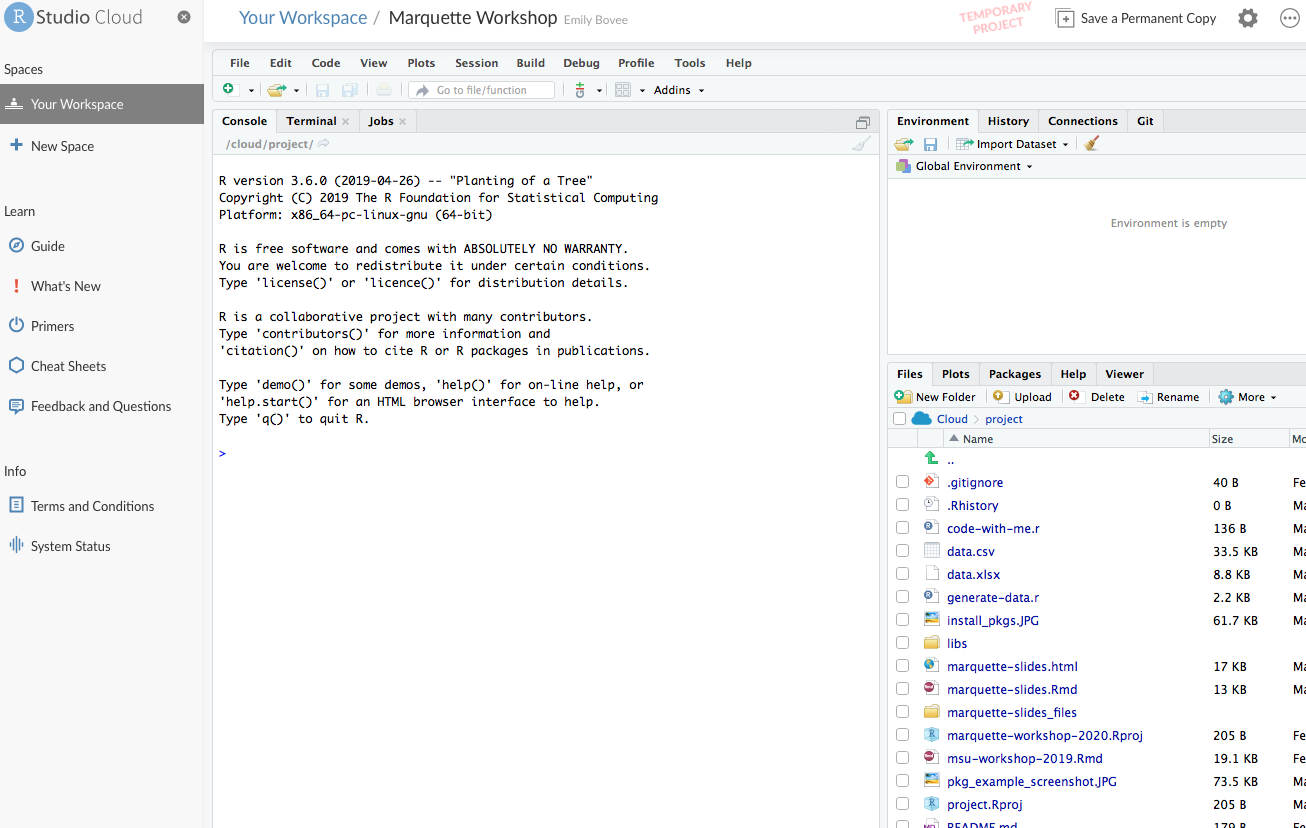 R Studio Cloud
Your Workspace / Marquette Workshop Emily Bovee
TEMPORARY
PROJECT
Save a Permanent Copy
Spaces
Your Workspace
New Space
Learn
Guide
What's New
Primers
Cheat Sheets
Feedback and Questions
Info
Terms and Conditions
System Status
File Edit Code View Plots Session Build Debug Profile Tools Help
Go to file/function Addins
Console Terminal Jobs
/cloud/project/
R version 3.6.0 (2019-04-26) -- "Planting of a Tree"
Copyright (C) 2019 The R Foundation for Statistical Computing
Platform: x86_64-pc-linux-gnu (64-bit)
R is free software and comes with ABSOLUTELY NO WARRANTY.
You are welcome to redistribute it under certain conditions.
Type 'license()' or 'licence()' for distribution details.
R is a collaborative project with many contributors.
Type 'contributors()' for more information and
'citation()' on how to cite R or R packages in publications.
Type 'demo()' for some demos, 'help()' for on-line help, or
'help.start()' for an HTML browser interface to help.
Type 'q()' to quit R.
>
Environment History Connections Git
Import Dataset
Global Environment
Environment is empty
Files Plots Packages Help Viewer
New Folder Upload Delete Rename More
Cloud > project
Name Size Mo
..
.gitignore 40 B Fe
.Rhistory 0 B Ma
code-with-me.r 136 B Ma
data.csv 33.5 KB Ma
data.xlsx 8.8 KB Ma
generate-data.r 2.2 KB Ma
install_pkgs.JPG 61.7 KB Ma
libs
marquette-slides.html 17 KB Ma
marquette-slides.Rmd 13 KB Ma
marquette-slides_files
marquette-workshop-2020.Rproj 205 B Fe
msu-workshop-2019.Rmd 19.1 KB Fe
pkg_example_screenshot.JPG 73.5 KB Ma
project.Rproj 205 B Ma
README.md 179 B Fe